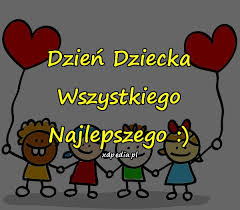 Dzień Dziecka
Wszystkiego
Najlepszego :)
xdpedia.pl